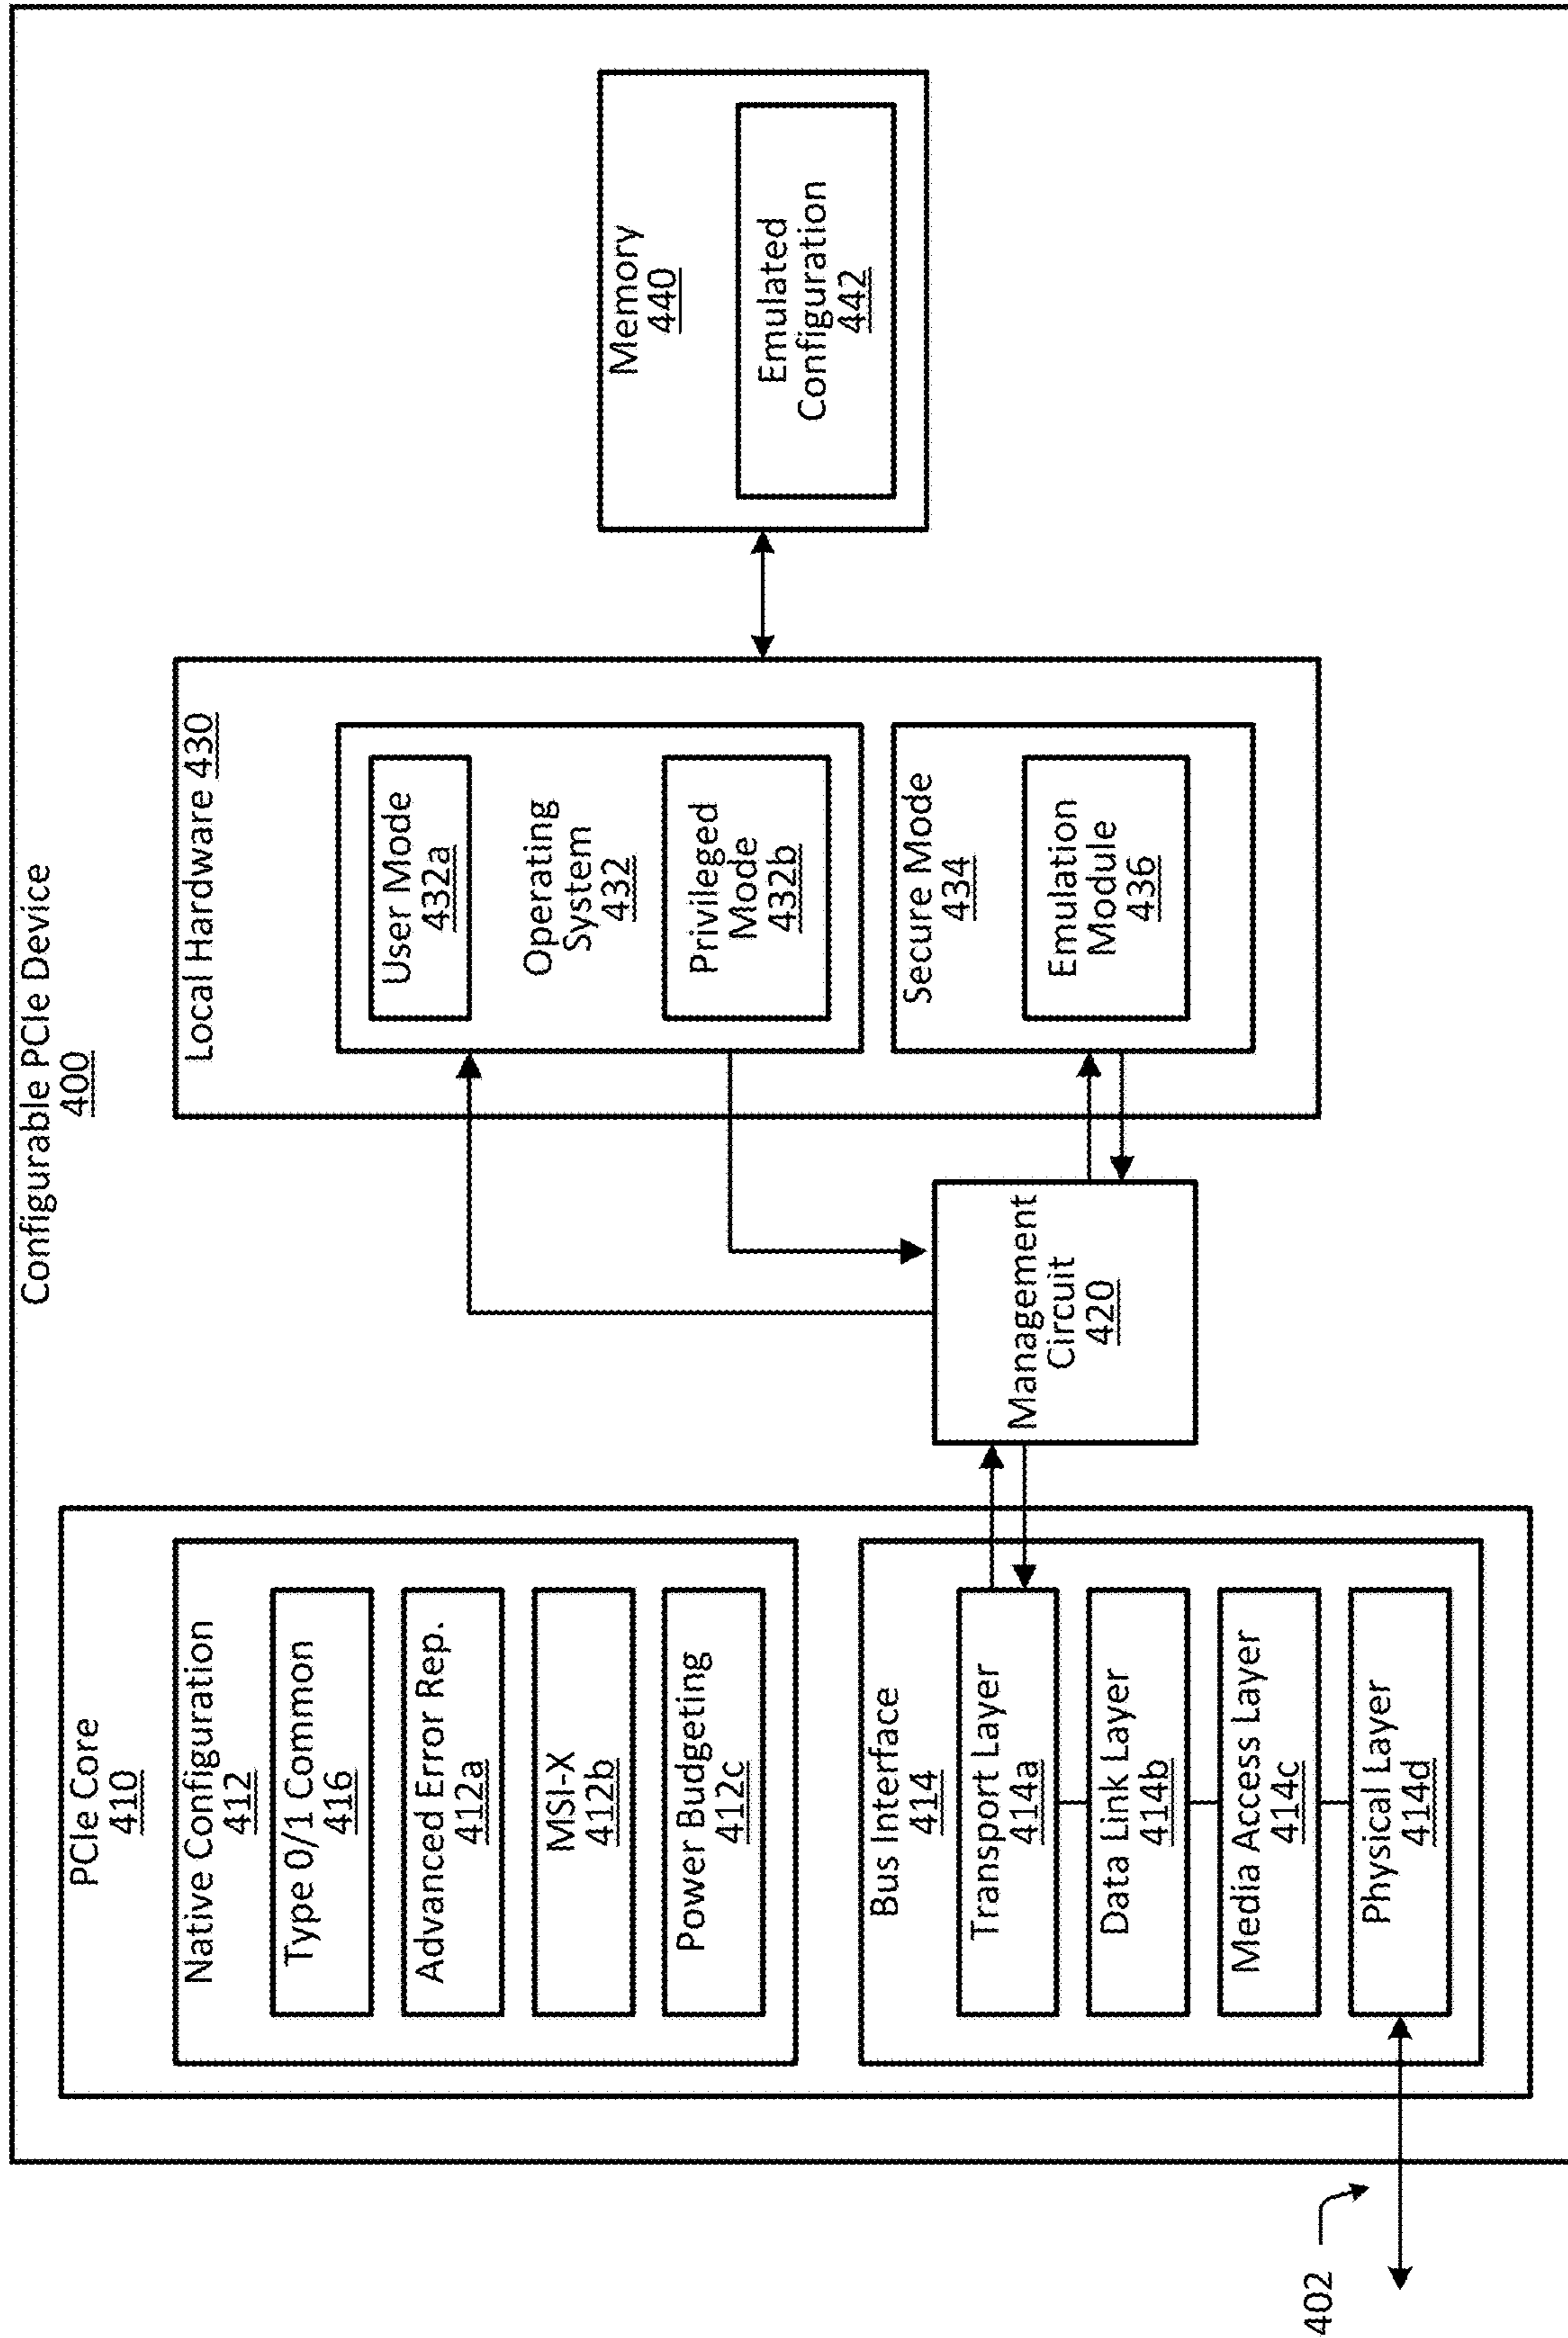 Configurable PCIe Device
400
PCIe Core
410
Native Configuration
412
Type 0/1 Common
416
Advanced Error Rep.
412a
MSI-X
412b
Power Budgeting
412c
Bus Interface
414
Transport Layer
414a
Data Link Layer
414b
Media Access Layer
414c
Physical Layer
414d
402
Management
Circuit
420
Local Hardware 430
User Mode
432a
Operating
System
432
Privileged
Mode
432b
Secure Mode
434
Emulation
Module
436
Memory
440
Emulated
Configuration
442